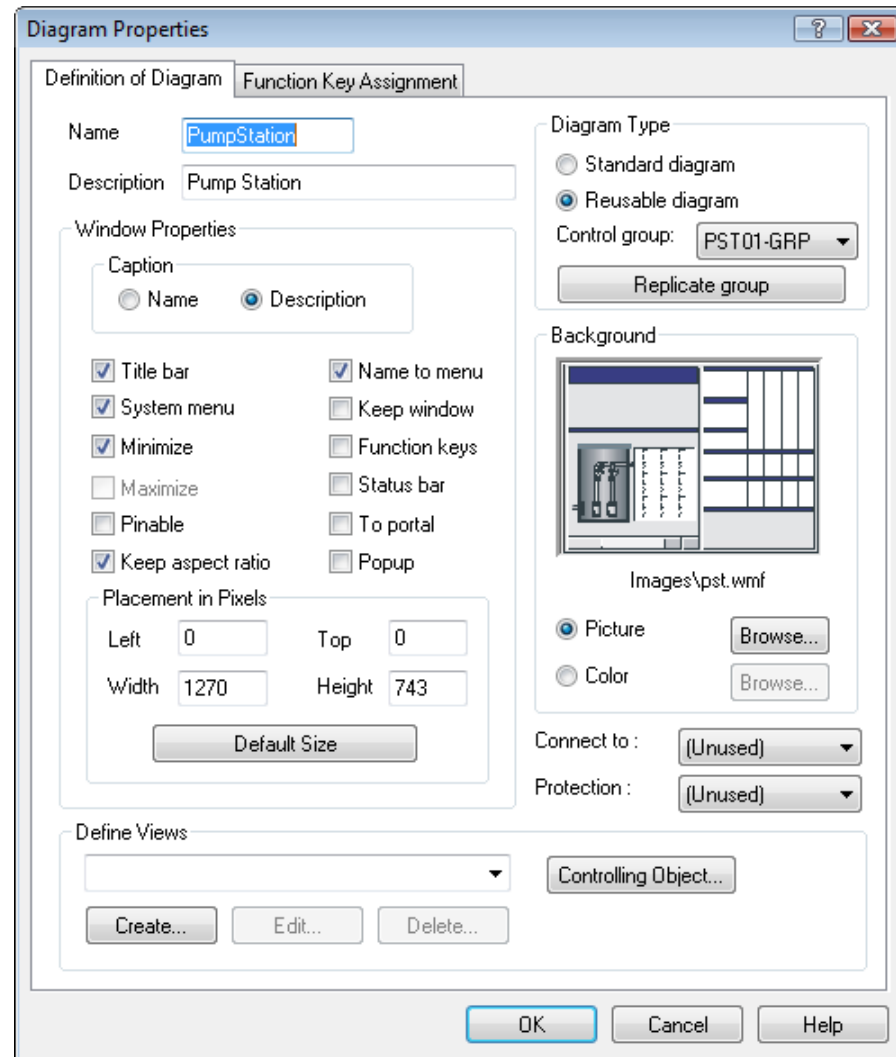 Diagram Properties
Definition of Diagram
Function Key Assignment
Name
PumpStation
Description
Pump Station
Window Properties
Caption
Name
Description
Title bar
Name to menu
System menu
Keep window
Minimize
Function keys
Maximize
Status bar
Pinable
To portal
Keep aspect ratio
Popup
Placement in Pixels
Left
0
Top
0
Width
1270
Height
743
Default Size
Diagram Type
Standard diagram
Reusable diagram
Control group:
PST01-GRP
Replicate group
Background
Images\pst.wmf
Picture
Browse...
Color
Browse...
Connect to :
(Unused)
Protection :
(Unused)
Define Views
Controlling Object...
Create...
Edit...
Delete...
OK
Cancel
Help